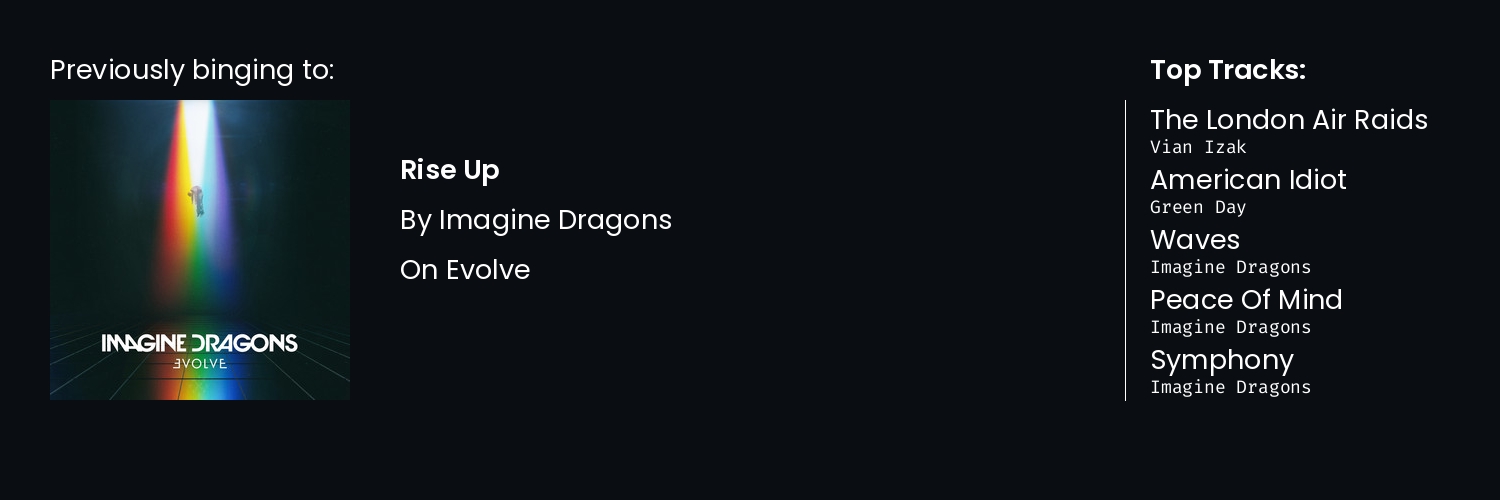 Previously binging to:
IMAGINE DRAGONS
EVOLVE
Rise Up
By Imagine Dragons
On Evolve
Top Tracks:
The London Air Raids
Vian Izak
American Idiot
Green Day
Waves
Imagine Dragons
Peace Of Mind
Imagine Dragons
Symphony
Imagine Dragons